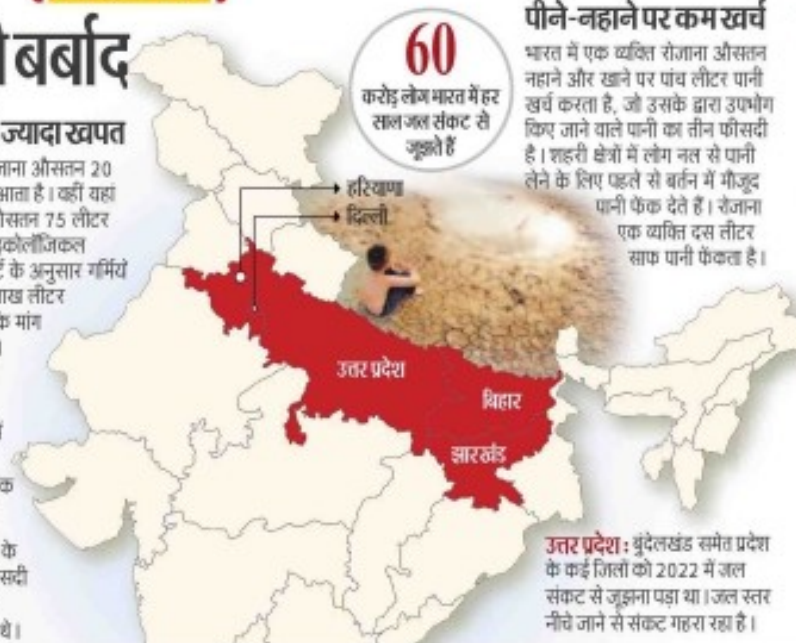 बर्बाद
ज्यादा खपत
औसतन 20
आता है। वहीं यहां
औसतन 75 लीटर
इकोलॉजिकल
के अनुसार गर्मियों
लाख लीटर
के मांग
60
करोड़ लोग भारत में हर
साल जल संकट से
जूझते हैं
पीने-नहाने पर कम खर्च
भारत में एक व्यक्ति रोजाना औसतन
नहाने और खाने पर पांच लीटर पानी
खर्च करता है, जो उसके द्वारा उपभोग
किए जाने वाले पानी का तीन फीसदी
है। शहरी क्षेत्रों में लोग नल से पानी
लेने के लिए पहले से बर्तन में मौजूद
पानी फेंक देते हैं। रोजाना
एक व्यक्ति दस लीटर
साफ पानी फेंकता है।
हरियाणा
दिल्ली
उत्तर प्रदेश
बिहार
झारखंड
के
थे।
उत्तर प्रदेश : बुंदेलखंड समेत प्रदेश
के कई जिलों को 2022 में जल
संकट से जूझना पड़ा था। जल स्तर
नीचे जाने से संकट गहरा रहा है।